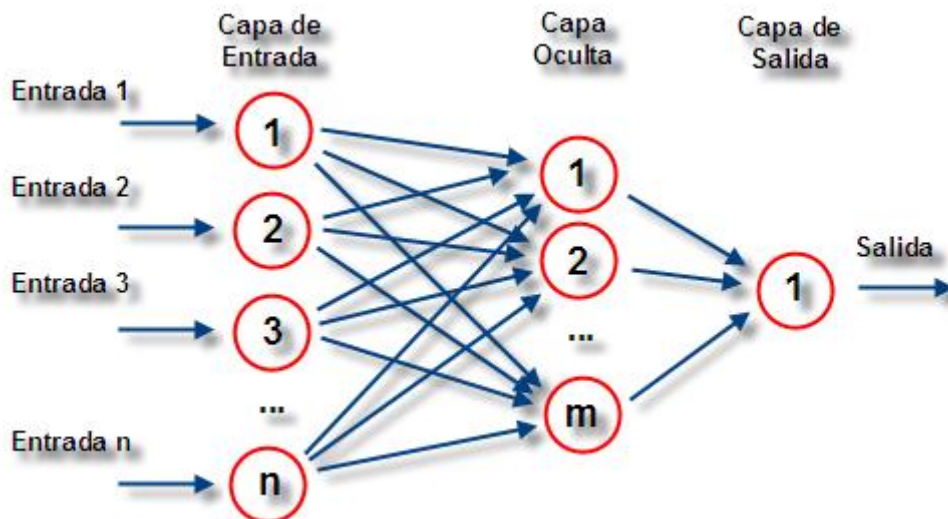 Capa de
Entrada
Capa
Oculta
Capa de
Salida
Entrada 1
Entrada 2
Entrada 3
Entrada n
1
2
3
...
n
1
2
...
m
1
Salida